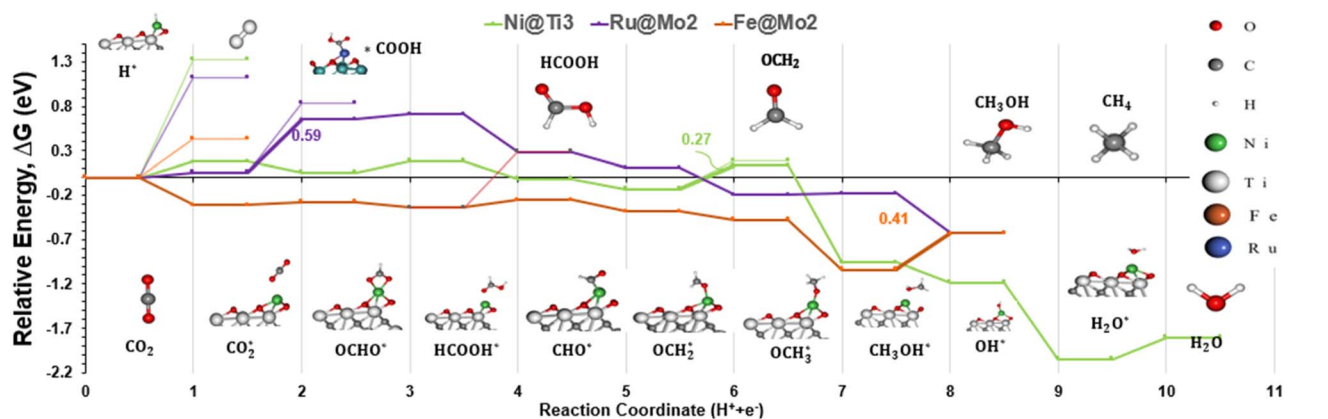 Ni@Ti3 Ru@Mo2 Fe@Mo2
Relative Energy, ΔG (eV)
1.3
0.8
0.3
-0.2
-0.7
-1.2
-1.7
-2.2
H*
* COOH
HCOOH
OCH2
CH3OH
CH4
0.59
0.27
0.41
O
C
H
Ni
Ti
Fe
Ru
CO2
CO2*
OCHO*
HCOOH*
CHO*
OCH2*
OCH3*
CH3OH*
OH*
H2O*
H2O
0 1 2 3 4 5 6 7 8 9 10 11
Reaction Coordinate (H+ +e-)